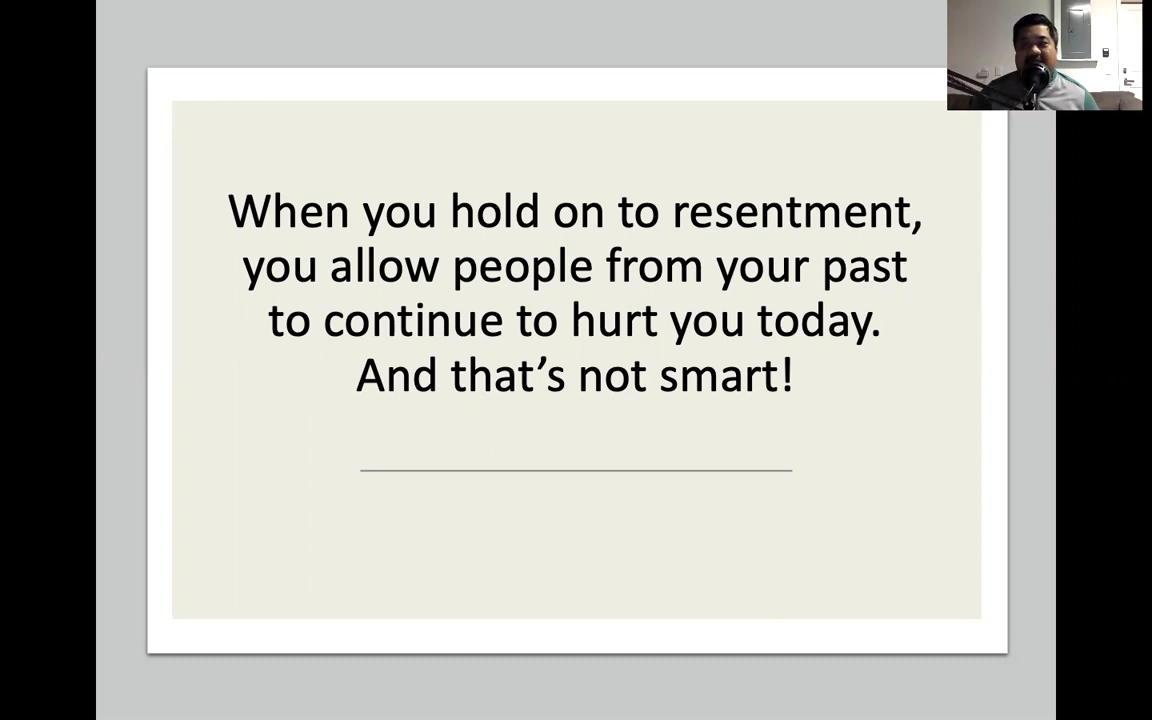 When you hold on to resentment,
you allow people from your past
to continue to hurt you today.
And that’s not smart!